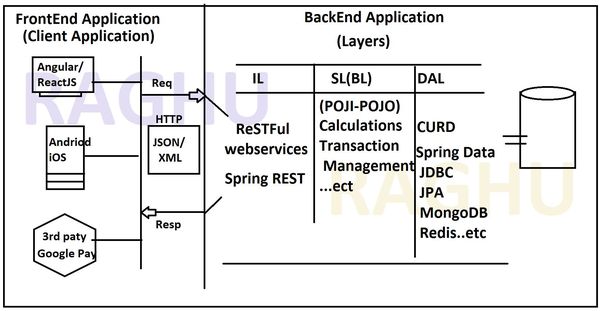 FrontEnd Application
(Client Application)
BackEnd Application
(Layers)
Angular/
ReactJS
Req
HTTP
JSON/
XML
Andriod
iOS
3rd paty
Google Pay
Resp
IL
SL(BL)
DAL
ReSTFul
webservices
Spring REST
(POJI-POJO)
Calculations
Transaction
Management
...ect
CURD
Spring Data
JDBC
JPA
MongoDB
Redis..etc
RAGHU
RAGHU